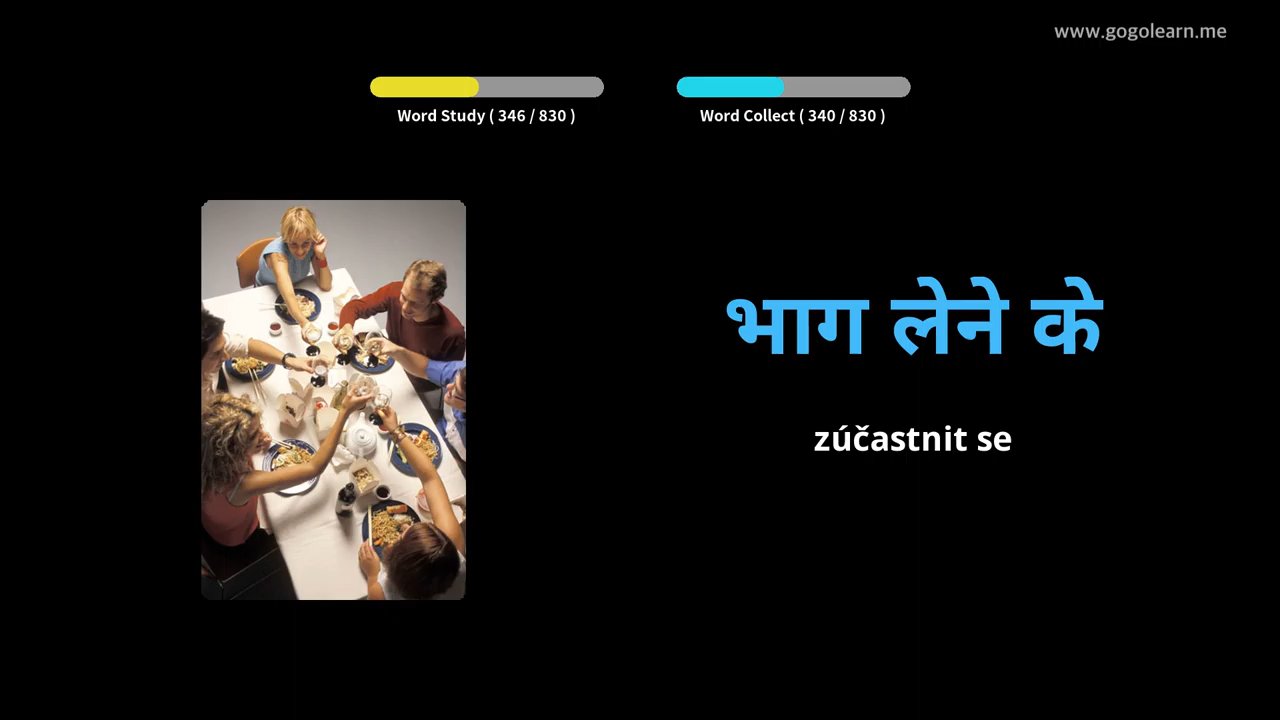 www.gogolearn.me
Word Study ( 346 / 830 )
Word Collect ( 340 / 830 )
भाग लेने के
zúčastnit se